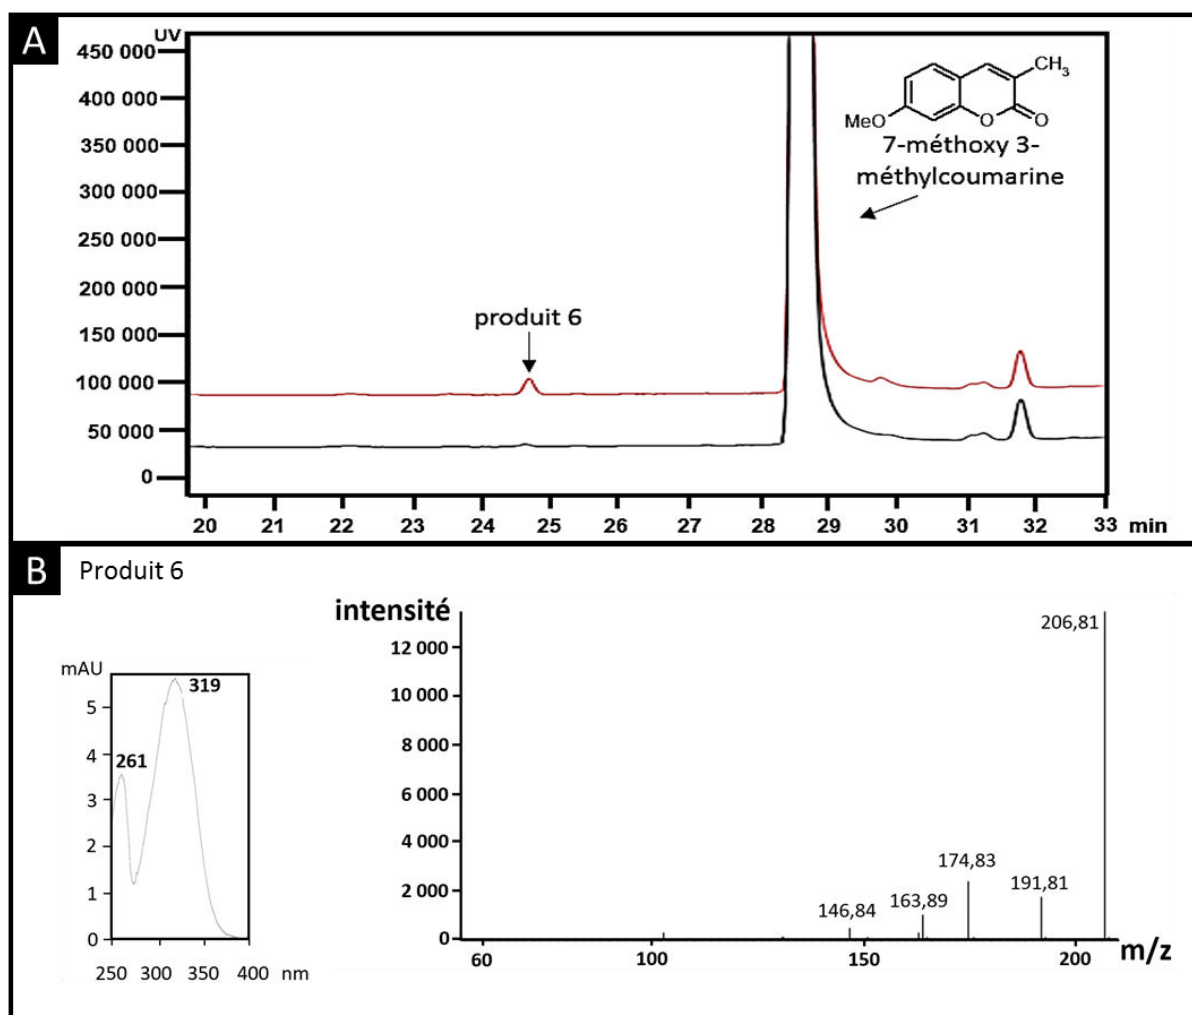 A
UV
450 000
400 000
350 000
300 000
250 000
200 000
150 000
100 000
50 000
0
CH3
MeO
O
O
7-méthoxy 3-
méthylcoumarine
produit 6
20 21 22 23 24 25 26 27 28 29 30 31 32 33 min
B
Produit 6
mAU
5
4
3
2
1
0
261
319
250 300 350 400 nm
intensité
12 000
10 000
8 000
6 000
4 000
2 000
0
206,81
174,83
191,81
163,89
146,84
60 100 150 200 m/z